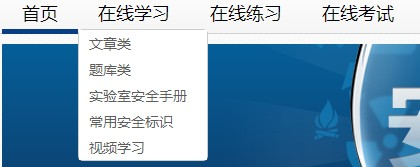 首页 在线学习 在线练习 在线考试
文章类
题库类
实验室安全手册
常用安全标识
视频学习